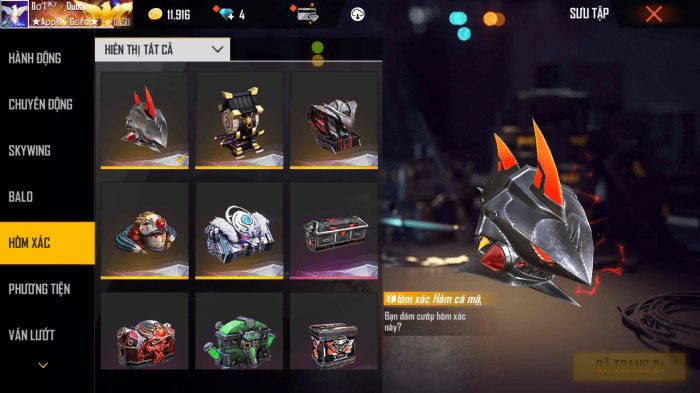 11.916
+ 4
SƯU TẬP
HÀNH ĐỘNG
HIỂN THỊ TẤT CẢ
CHUYỂN ĐỘNG
SKYWING
BALO
HÒM XÁC
PHƯƠNG TIỆN
VÁN LƯỚT
Hòm xác Hàm cá mậ,
Bạn dám cướp hòm xác
này?
ĐÃ TRANG BỊ